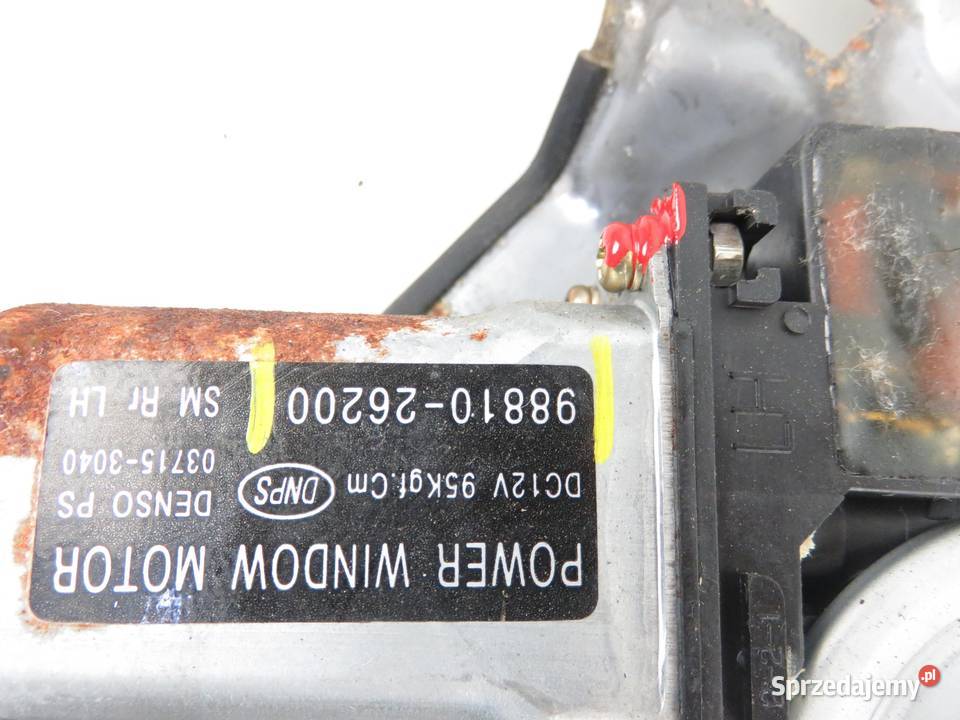 POWER WINDOW MOTOR
DC12V 95Kgf.Cm DNPS DENSO PS
03715-3040
98810-26200 SM Rr LH
LH
Sprzedajemy.pl